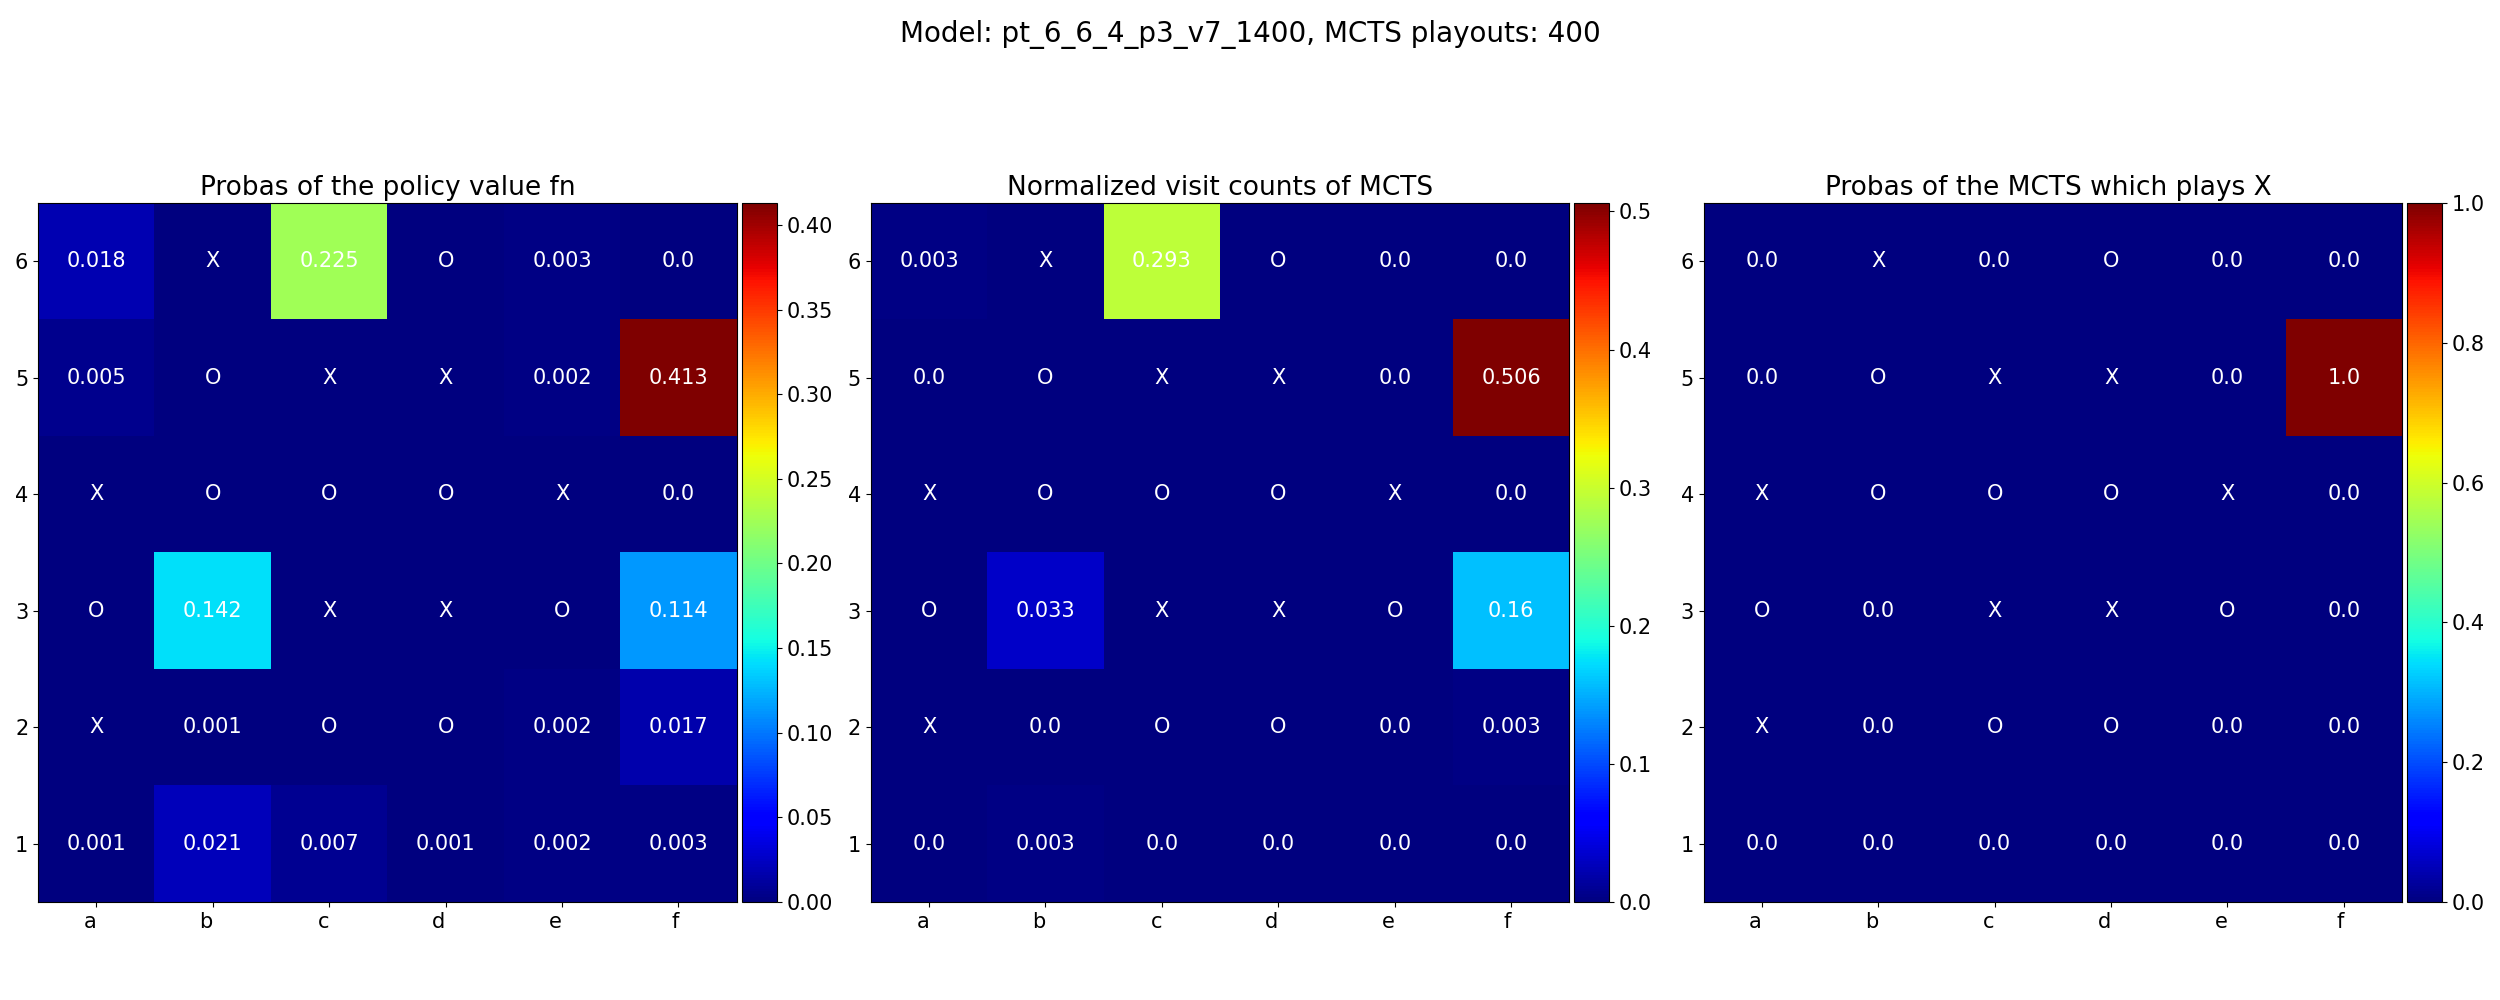 Model: pt_6_6_4_p3_v7_1400, MCTS playouts: 400
Probas of the policy value fn
6 0.018 X 0.225 O 0.003 0.0
5 0.005 O X X 0.002 0.413
4 X O O O X 0.0
3 O 0.142 X X O 0.114
2 X 0.001 O O 0.002 0.017
1 0.001 0.021 0.007 0.001 0.002 0.003
a b c d e f
0.40
0.35
0.30
0.25
0.20
0.15
0.10
0.05
0.00
Normalized visit counts of MCTS
6 0.003 X 0.293 O 0.0 0.0
5 0.0 O X X 0.0 0.506
4 X O O O X 0.0
3 O 0.033 X X O 0.16
2 X 0.0 O O 0.0 0.003
1 0.0 0.003 0.0 0.0 0.0 0.0
a b c d e f
0.5
0.4
0.3
0.2
0.1
0.0
Probas of the MCTS which plays X
6 0.0 X 0.0 O 0.0 0.0
5 0.0 O X X 0.0 1.0
4 X O O O X 0.0
3 O 0.0 X X O 0.0
2 X 0.0 O O 0.0 0.0
1 0.0 0.0 0.0 0.0 0.0 0.0
a b c d e f
1.0
0.8
0.6
0.4
0.2
0.0